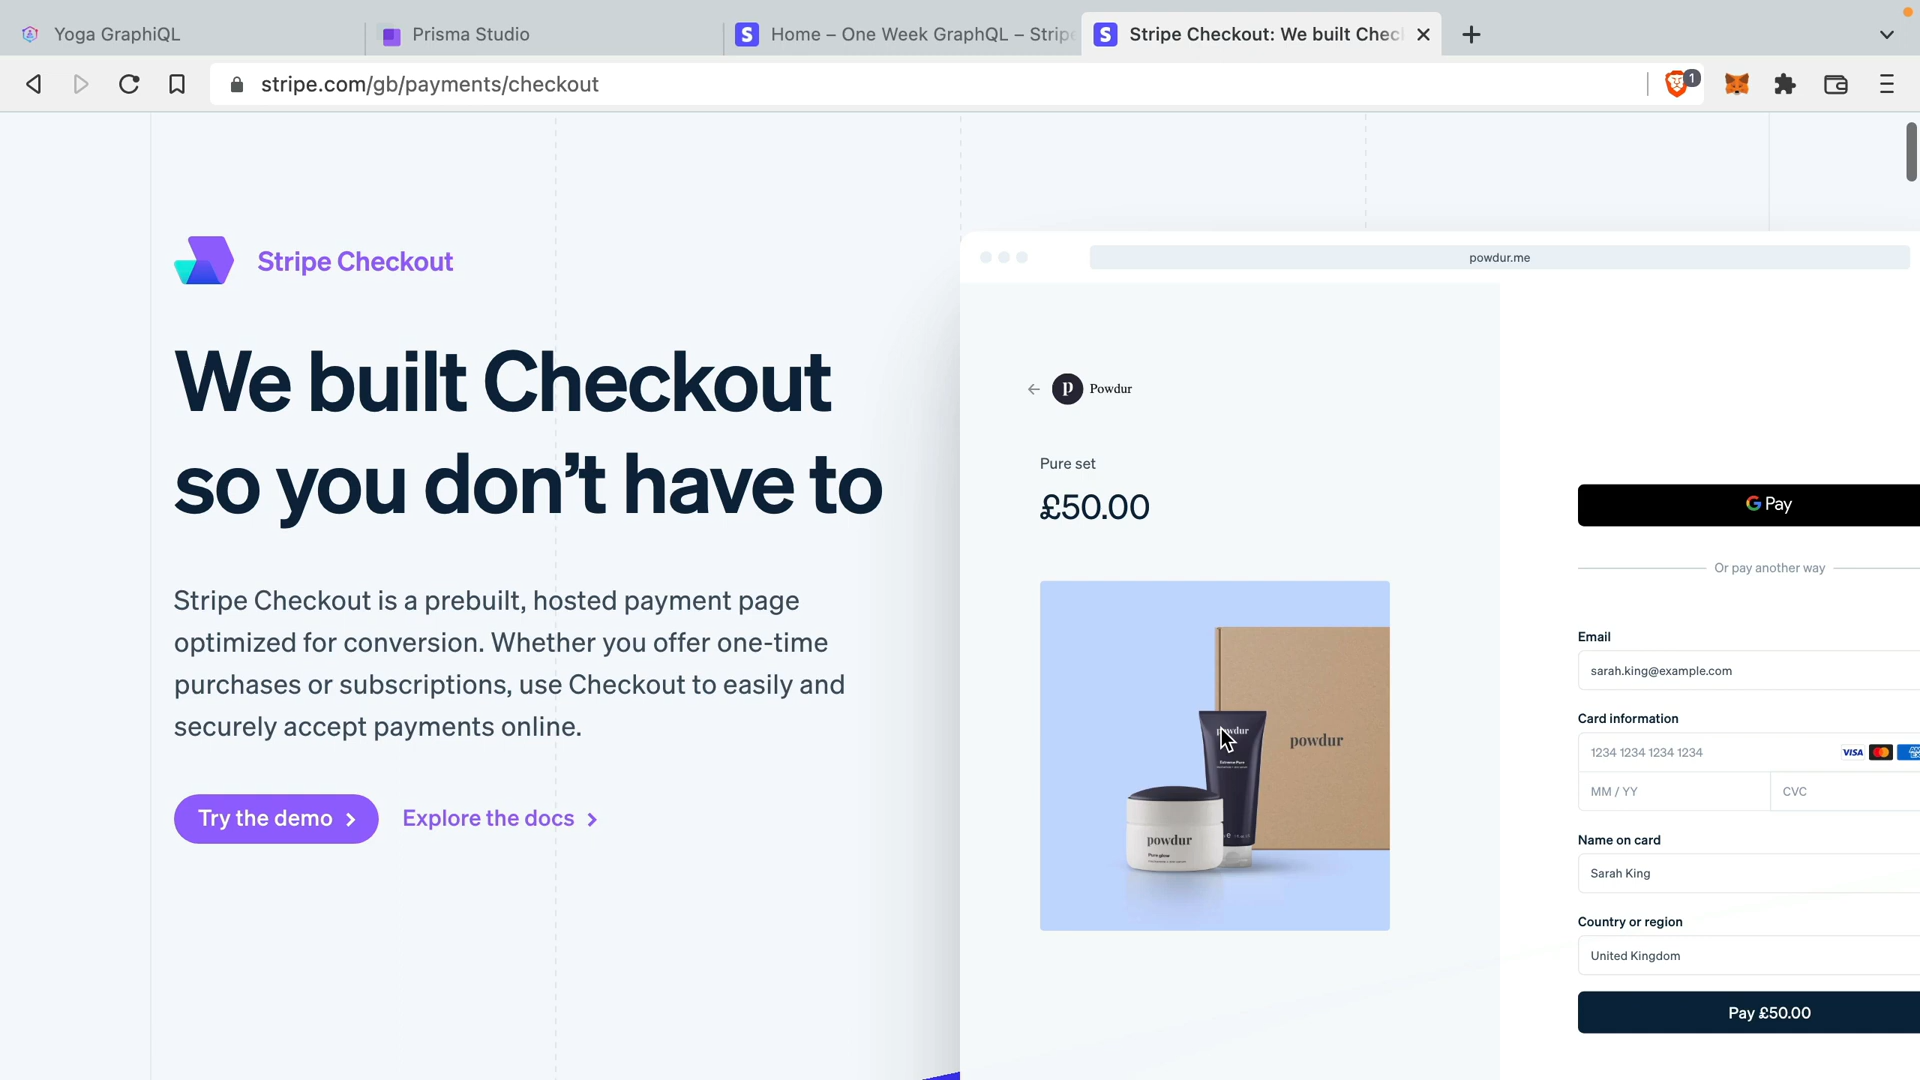 Yoga GraphiQL
Prisma Studio
Home – One Week GraphQL – Stripe
Stripe Checkout: We built Chec
stripe.com/gb/payments/checkout
1
Stripe Checkout
We built Checkout
so you don't have to
Stripe Checkout is a prebuilt, hosted payment page
optimized for conversion. Whether you offer one-time
purchases or subscriptions, use Checkout to easily and
securely accept payments online.
Try the demo
Explore the docs
powdur.me
Powdur
Pure set
£50.00
powdur
powdur
powdur
Pure glow
G Pay
Or pay another way
Email
sarah.king@example.com
Card information
1234 1234 1234 1234
VISA
MM / YY
CVC
Name on card
Sarah King
Country or region
United Kingdom
Pay £50.00